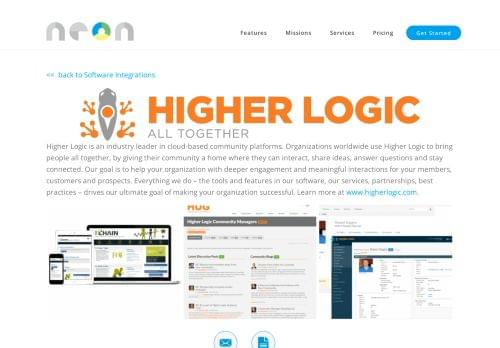 neon
Features Missions Services Pricing Get Started
<< back to Software Integrations
HIGHER LOGIC
ALL TOGETHER
Higher Logic is an industry leader in cloud-based community platforms. Organizations worldwide use Higher Logic to bring
people all together, by giving their community a home where they can interact, share ideas, answer questions and stay
connected. Our goal is to help your organization with deeper engagement and meaningful interactions for your members,
customers and prospects. Everything we do – the tools and features in our software, our services, partnerships, best
practices – drives our ultimate goal of making your organization successful. Learn more at www.higherlogic.com.
HUG
Higher Logic Community Managers
Latest Discussion Posts
Community Blogs